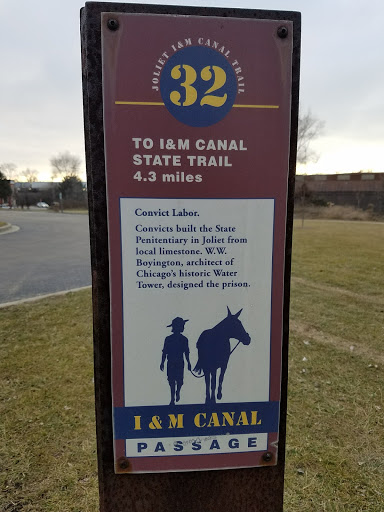 JOLIET I&M CANAL TRAIL
32
TO I&M CANAL
STATE TRAIL
4.3 miles
Convict Labor.
Convicts built the State
Penitentiary in Joliet from
local limestone. W.W.
Boyington, architect of
Chicago's historic Water
Tower, designed the prison.
I & M CANAL
PASSAGE